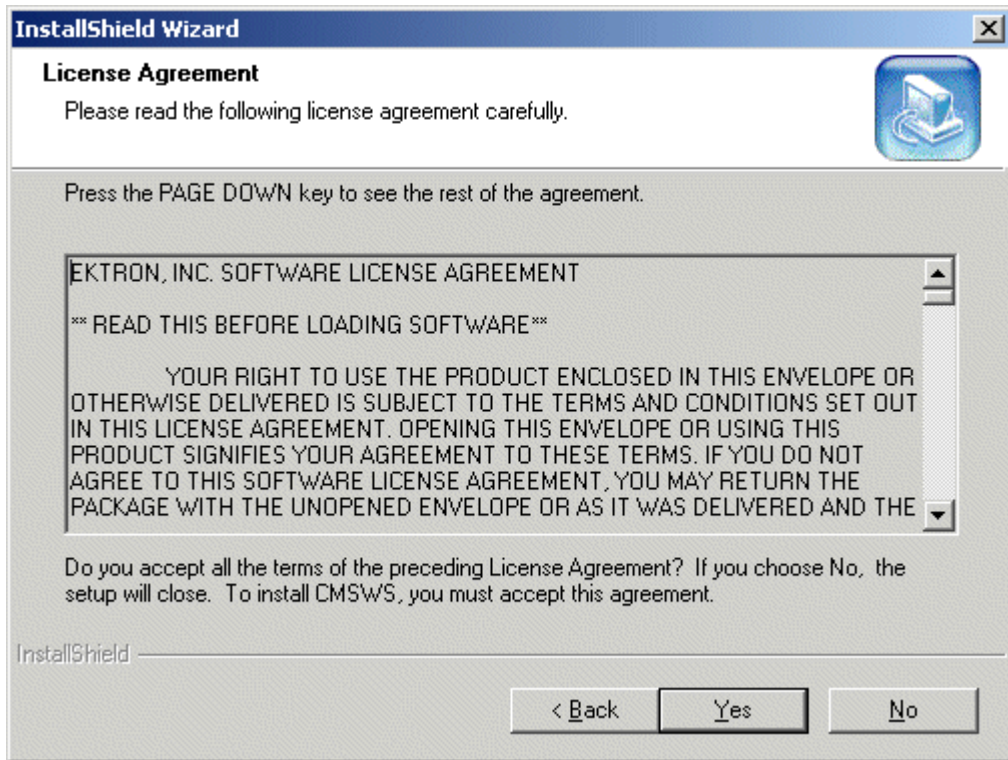 InstallShield Wizard
License Agreement
Please read the following license agreement carefully.
Press the PAGE DOWN key to see the rest of the agreement.
EKTRON, INC. SOFTWARE LICENSE AGREEMENT
** READ THIS BEFORE LOADING SOFTWARE**
YOUR RIGHT TO USE THE PRODUCT ENCLOSED IN THIS ENVELOPE OR
OTHERWISE DELIVERED IS SUBJECT TO THE TERMS AND CONDITIONS SET OUT
IN THIS LICENSE AGREEMENT. OPENING THIS ENVELOPE OR USING THIS
PRODUCT SIGNIFIES YOUR AGREEMENT TO THESE TERMS. IF YOU DO NOT
AGREE TO THIS SOFTWARE LICENSE AGREEMENT, YOU MAY RETURN THE
PACKAGE WITH THE UNOPENED ENVELOPE OR AS IT WAS DELIVERED AND THE
Do you accept all the terms of the preceding License Agreement?  If you choose No,  the
setup will close.  To install CMSWS, you must accept this agreement.
InstallShield
< Back Yes No